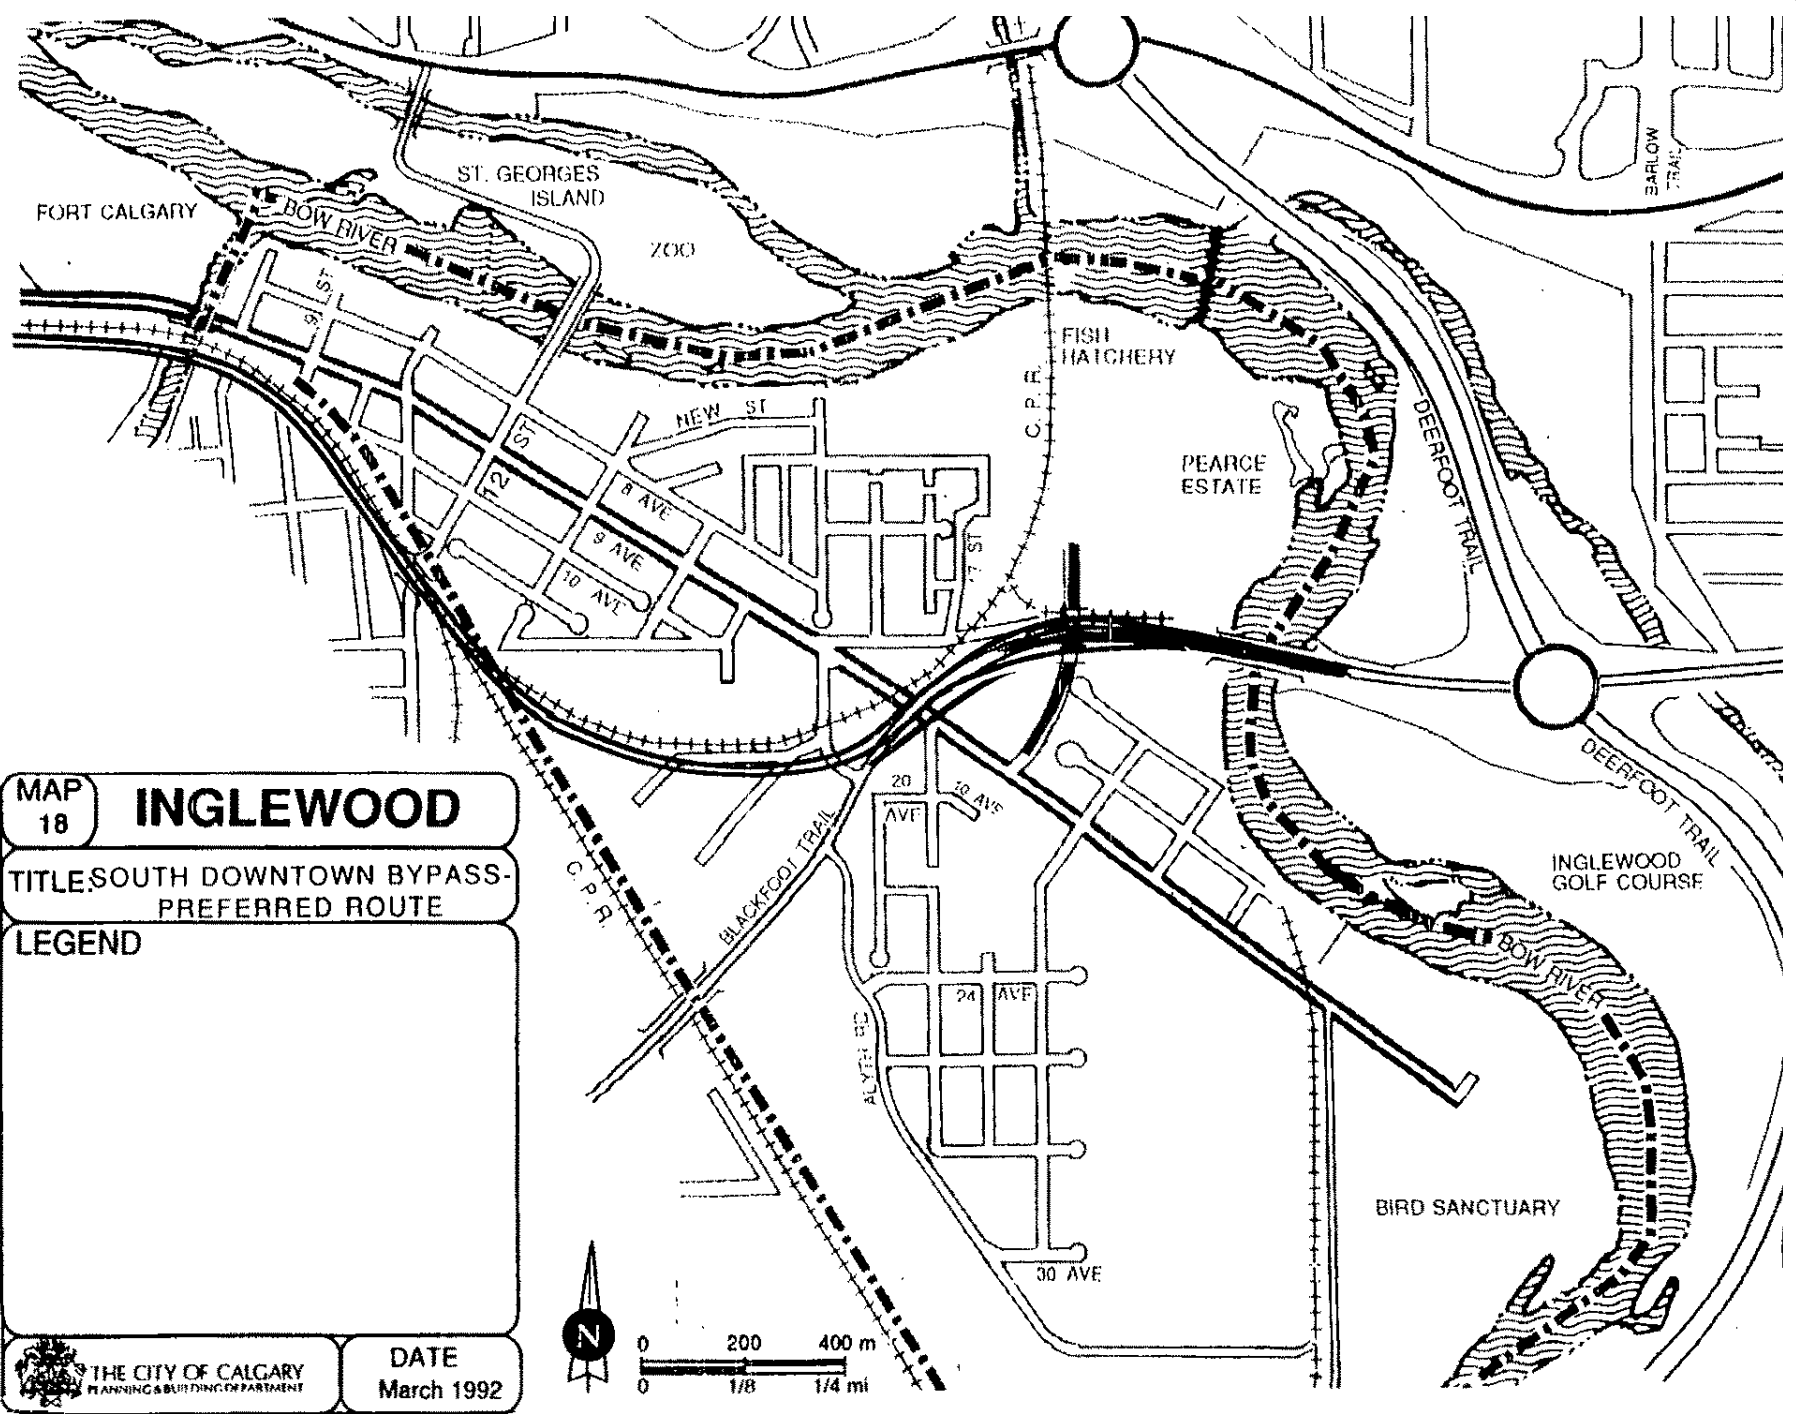 BARLOW
TRAIL
ST. GEORGES
ISLAND
FORT CALGARY
BOW RIVER
ZOO
9 ST
FISH
HATCHERY
C.P.R.
NEW ST
DEERFOOT TRAIL
12 ST
PEARCE
ESTATE
8 AVE
9 AVE
10 AVE
17 ST
20
AVE
19 AVE
DEERFOOT TRAIL
BLACKFOOT TRAIL
C.P.R.
INGLEWOOD
GOLF COURSE
BOW RIVER
24 AVE
ALYTH RD
BIRD SANCTUARY
30 AVE
MAP
18
INGLEWOOD
TITLE:SOUTH DOWNTOWN BYPASS-
PREFERRED ROUTE
LEGEND
THE CITY OF CALGARY
PLANNING & BUILDING DEPARTMENT
DATE
March 1992
N
0 200 400 m
0 1/8 1/4 mi